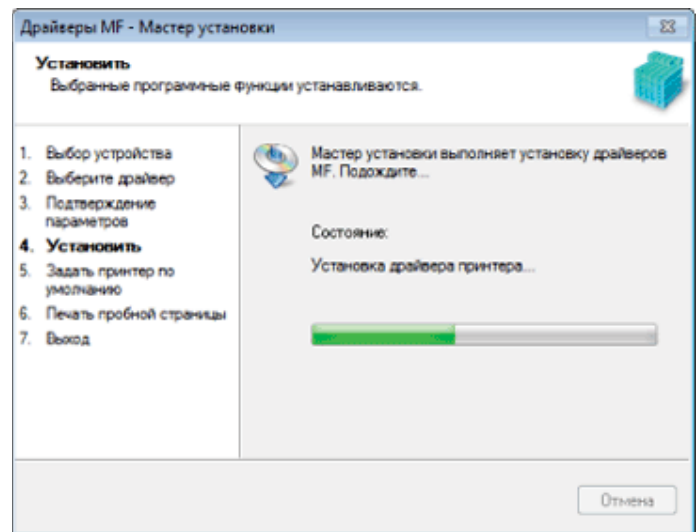 Драйверы MF - Мастер установки
Установить
Выбранные программные функции устанавливаются.
1. Выбор устройства
2. Выберите драйвер
3. Подтверждение
параметров
4. Установить
5. Задать принтер по
умолчанию
6. Печать пробной страницы
7. Выход
Мастер установки выполняет установку драйверов
MF. Подождите...
Состояние:
Установка драйвера принтера...
Отмена